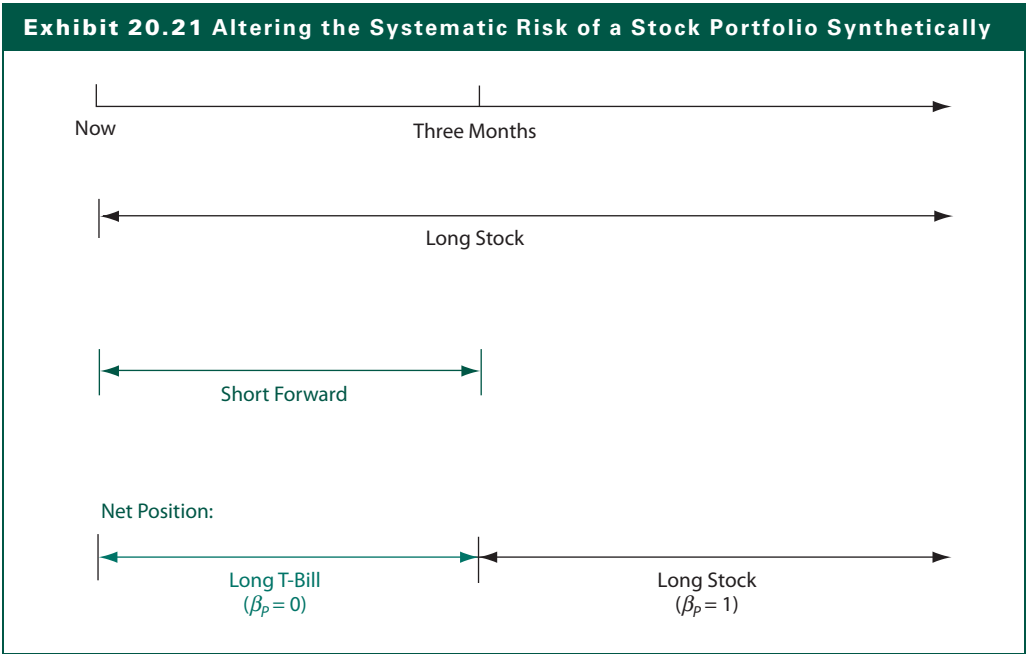 Exhibit 20.21 Altering the Systematic Risk of a Stock Portfolio Synthetically
Now
Three Months
Long Stock
Short Forward
Net Position:
Long T-Bill
(βP = 0)
Long Stock
(βP = 1)